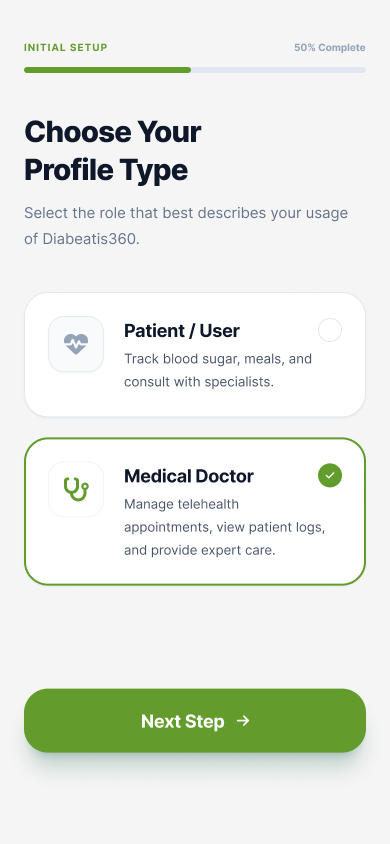 INITIAL SETUP
50% Complete
Choose Your
Profile Type
Select the role that best describes your usage
of Diabeatis360.
Patient / User
Track blood sugar, meals, and
consult with specialists.
Medical Doctor
Manage telehealth
appointments, view patient logs,
and provide expert care.
Next Step →